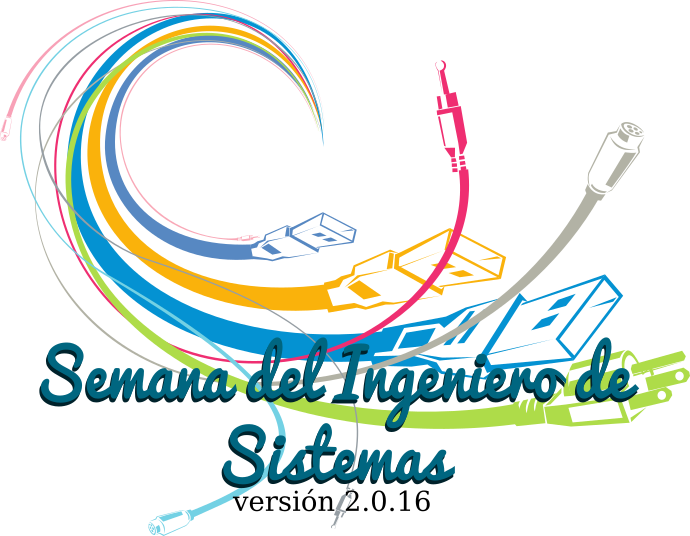 Semana del Ingeniero de
Sistemas
versión 2.0.16